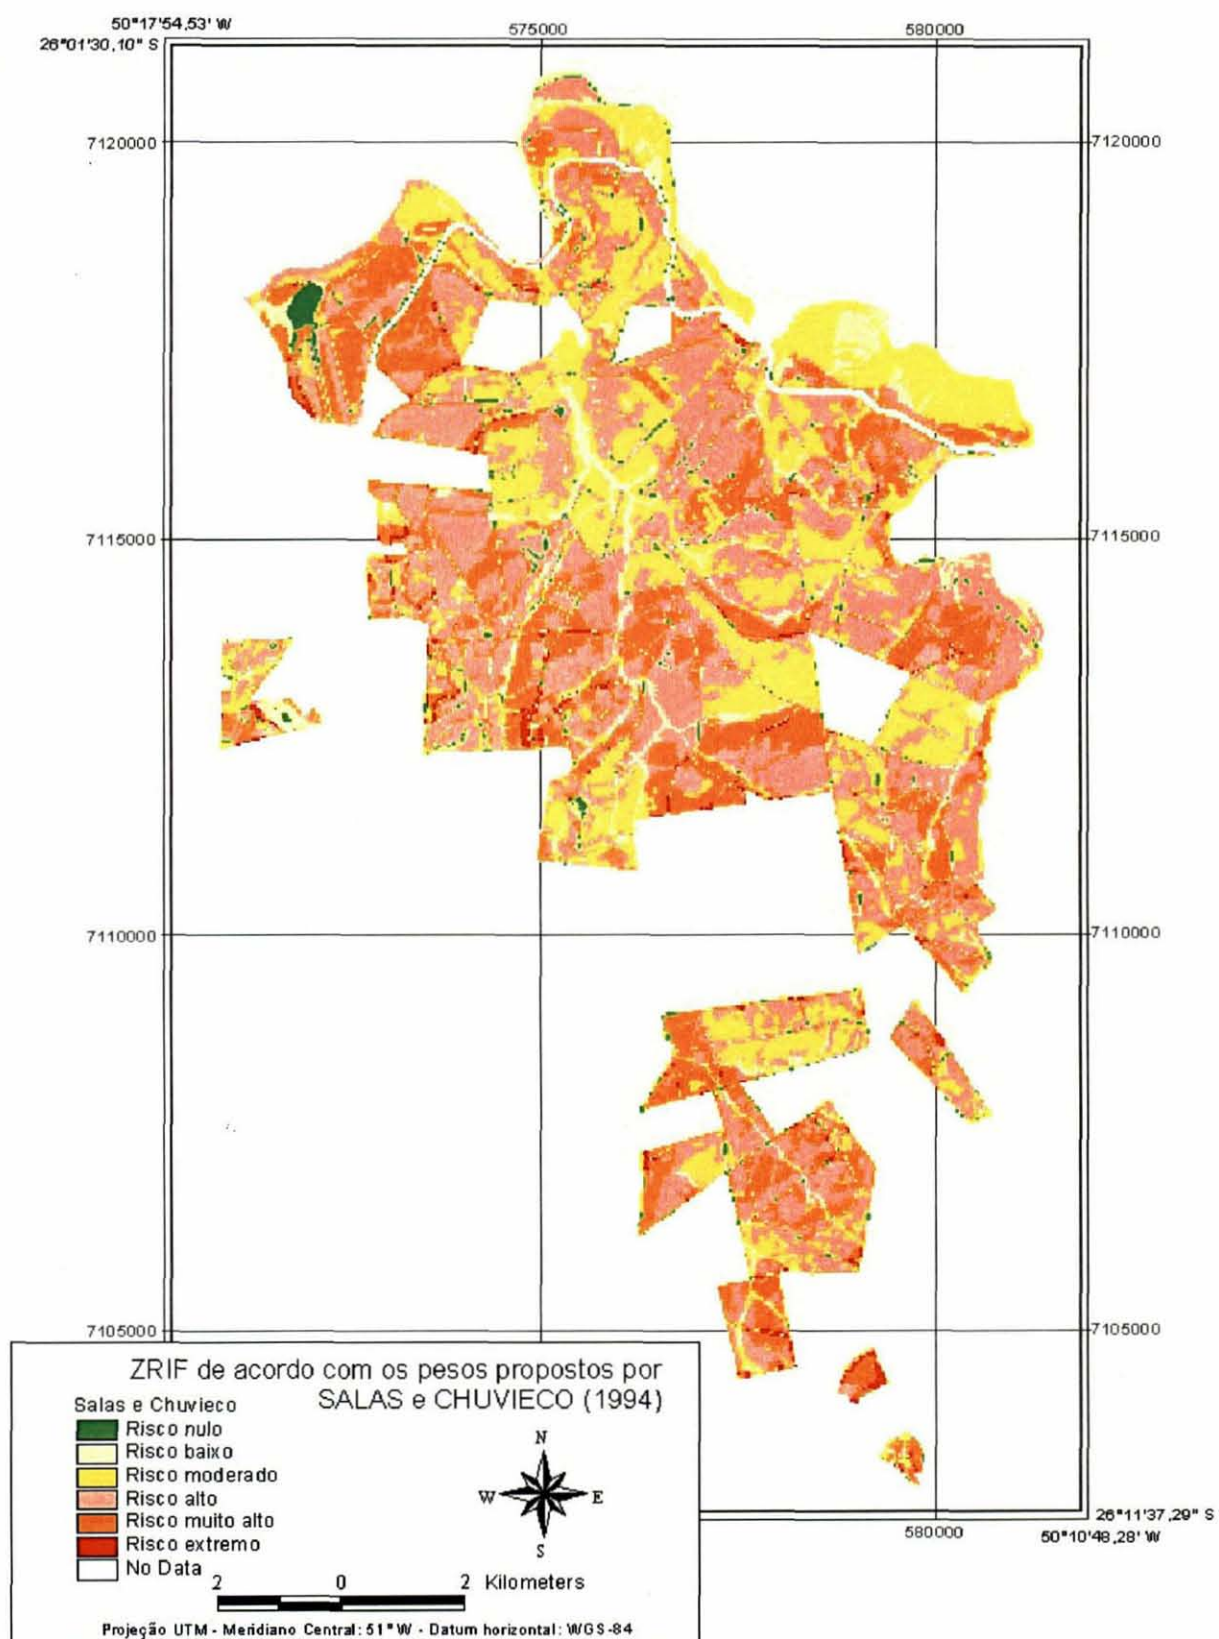 50°17'54,53' W
26°01'30,10" S
575000
580000
7120000
7120000
7115000
7115000
7110000
7110000
7105000
7105000
ZRIF de acordo com os pesos propostos por
SALAS e CHUVIECO (1994)
Salas e Chuvieco
Risco nulo
Risco baixo
Risco moderado
Risco alto
Risco muito alto
Risco extremo
No Data
N
W
E
S
2 0 2 Kilometers
Projeção UTM - Meridiano Central: 51°W - Datum horizontal: WGS-84
26°11'37,29" S
580000
50°10'48,28' W